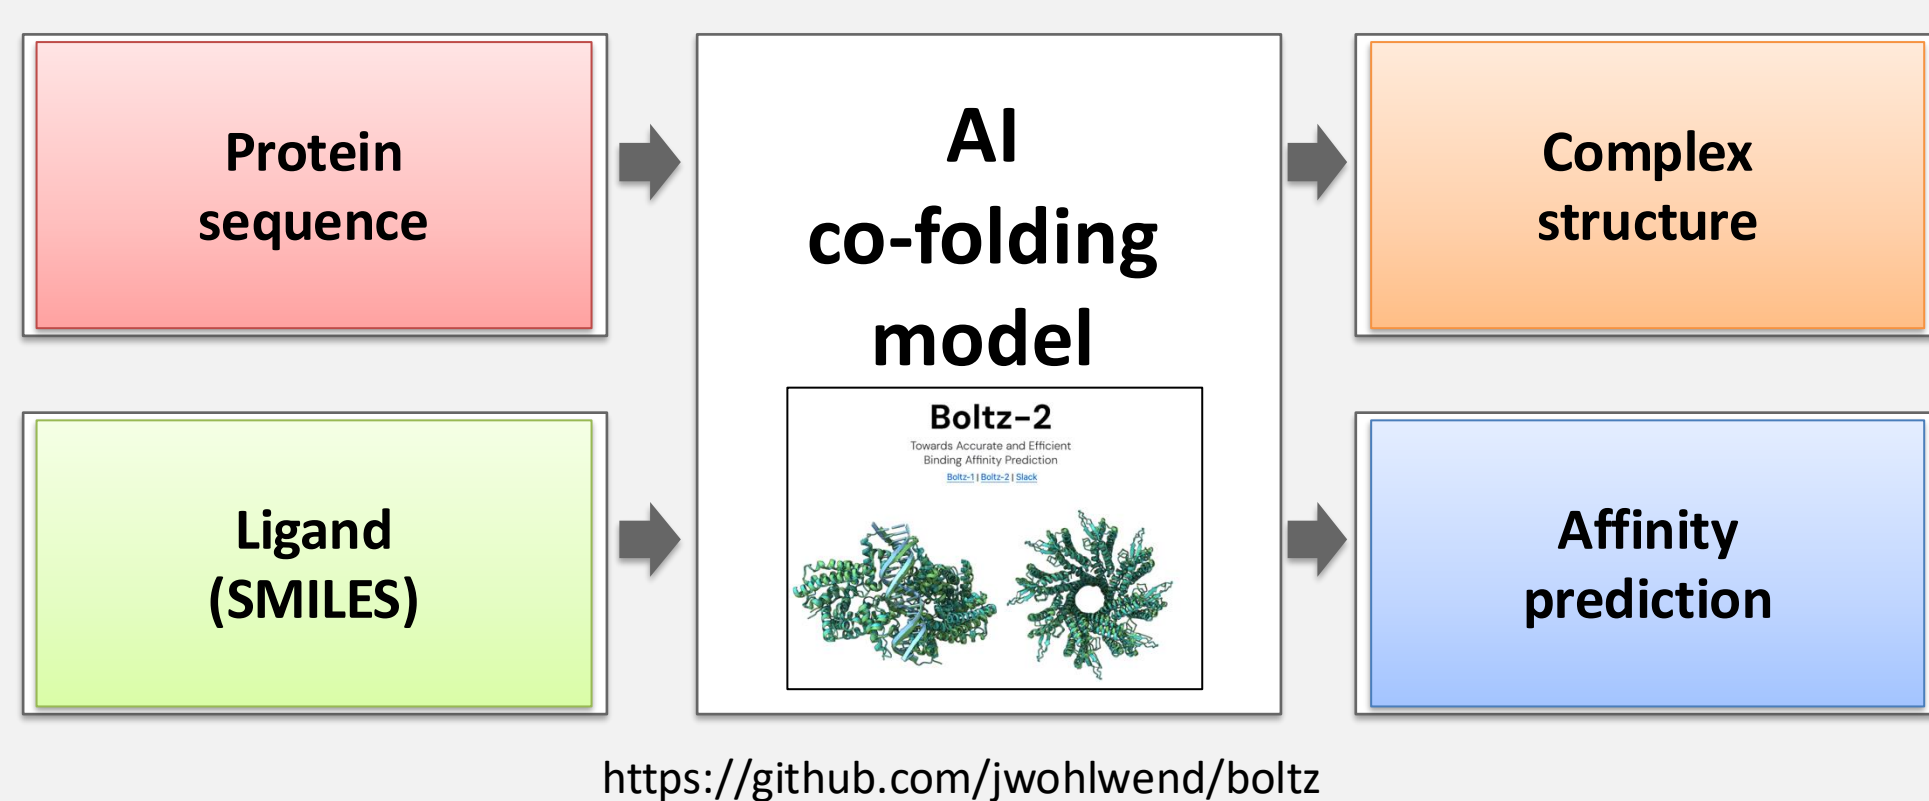 Protein
sequence
Ligand
(SMILES)
AI
co-folding
model
Boltz-2
Towards Accurate and Efficient
Binding Affinity Prediction
Boltz-1 | Boltz-2 | Slack
Complex
structure
Affinity
prediction
https://github.com/jwohlwend/boltz